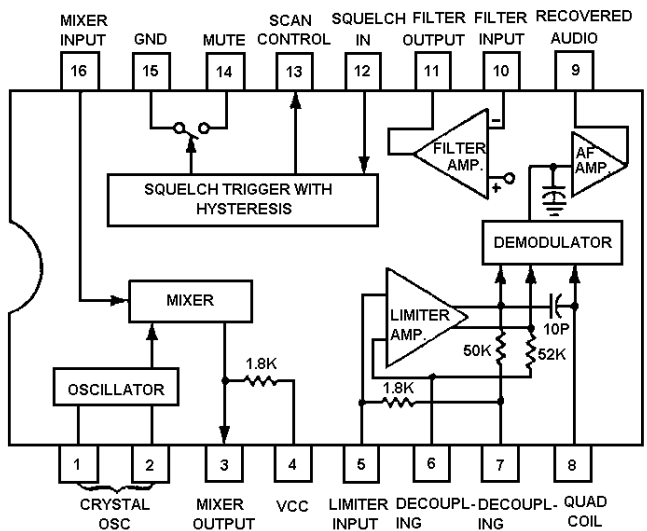 MIXER INPUT
GND
MUTE
SCAN CONTROL
SQUELCH IN
FILTER OUTPUT
FILTER INPUT
RECOVERED AUDIO
16
15
14
13
12
11
10
9
SQUELCH TRIGGER WITH
HYSTERESIS
FILTER
AMP.
-
+
AF
AMP.
DEMODULATOR
MIXER
LIMITER
AMP.
10P
50K
52K
1.8K
1.8K
OSCILLATOR
1
2
3
4
5
6
7
8
CRYSTAL
OSC
MIXER
OUTPUT
VCC
LIMITER
INPUT
DECOUPL-
ING
DECOUPL-
ING
QUAD
COIL